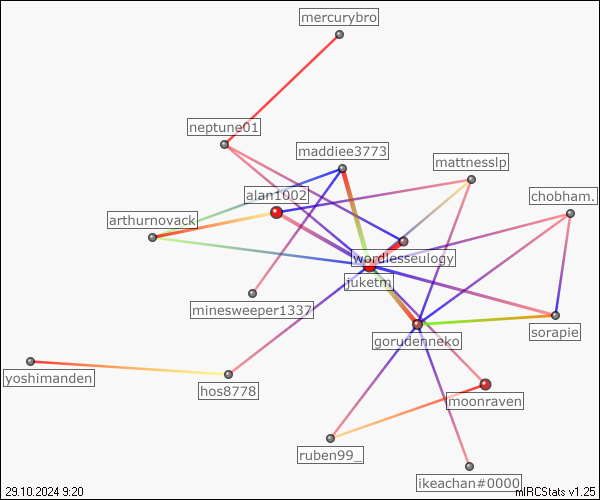 mercurybro
neptune01
maddiee3773
mattnesslp
alan1002
chobham.
arthurnovack
wordlesseulogy
juketm
minesweeper1337
sorapie
gorudenneko
yoshimanden
hos8778
moonraven
ruben99_
ikeachan#0000
29.10.2024 9:20
mIRCStats v1.25